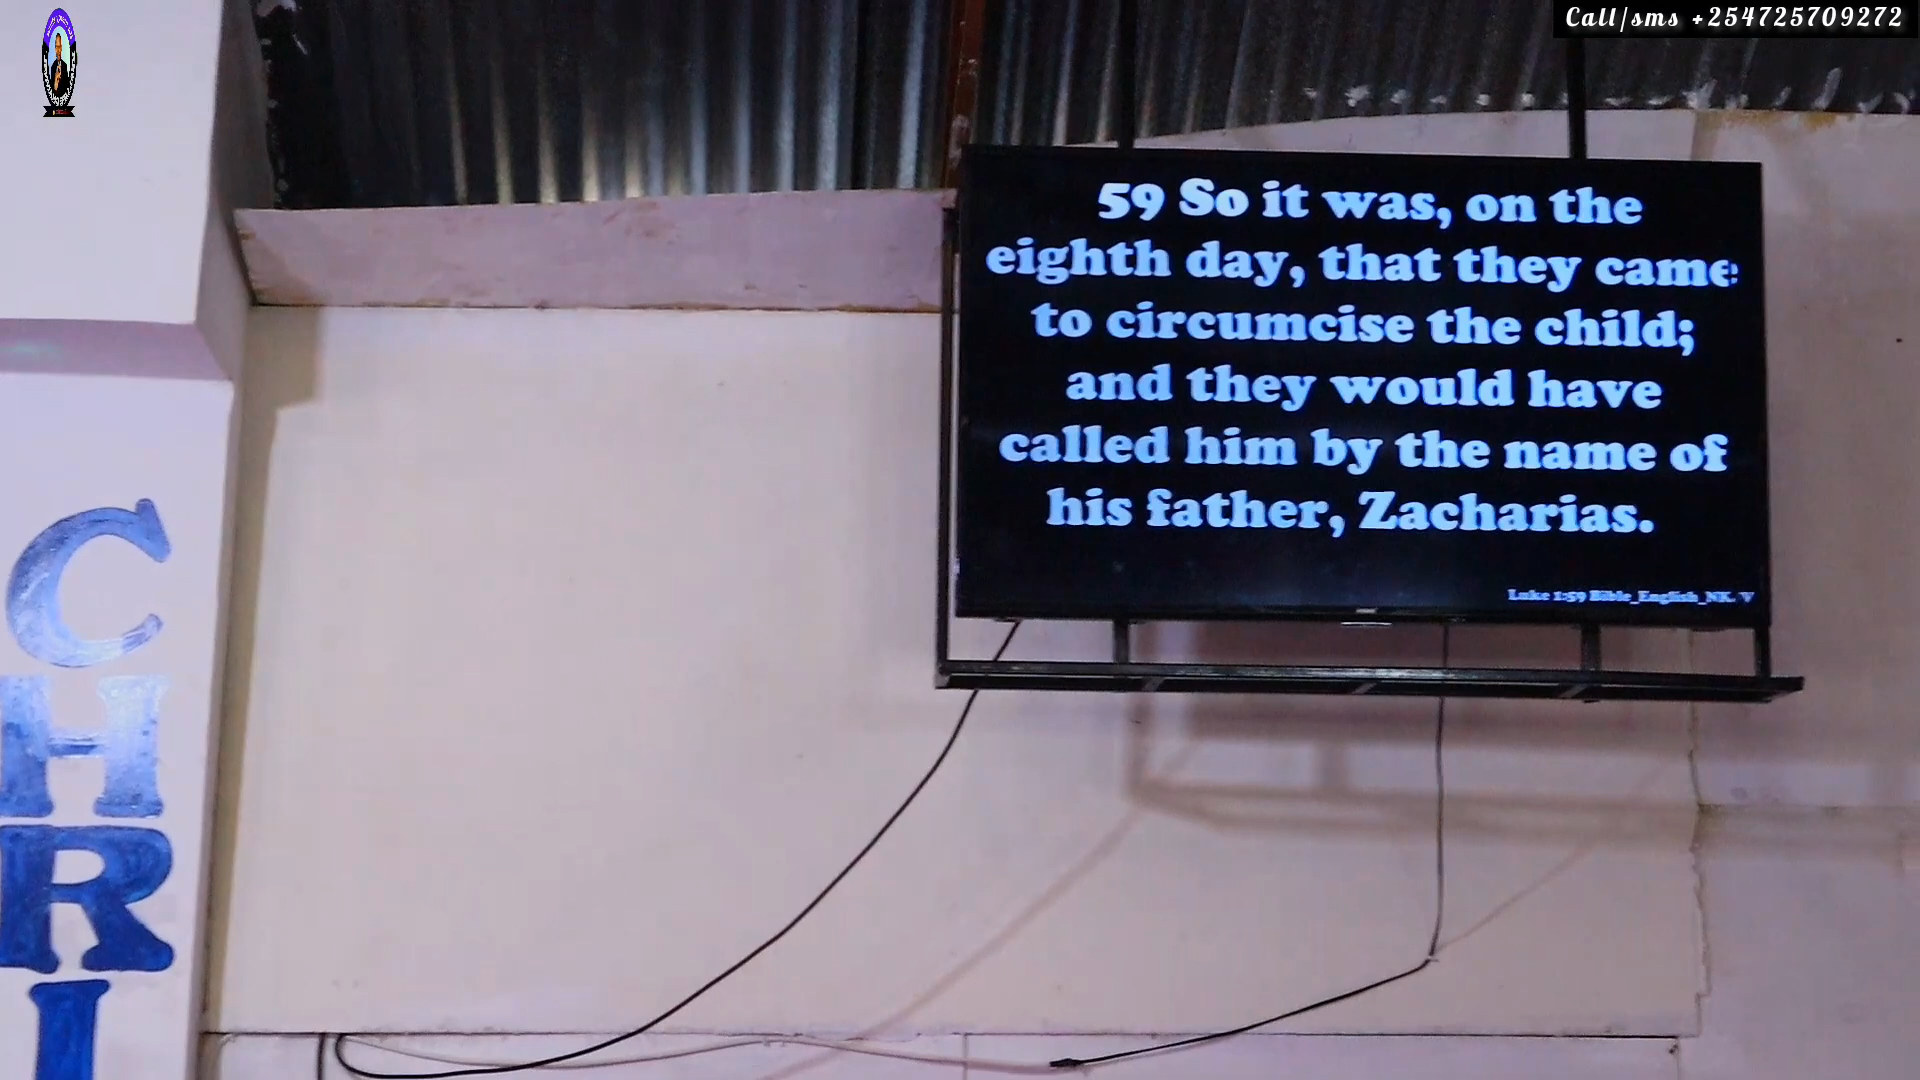 Call/sms +254725709272
59 So it was, on the
eighth day, that they came
to circumcise the child;
and they would have
called him by the name of
his father, Zacharias.
Luke 1:59 Bible_English_NK. V
C
H
R
I